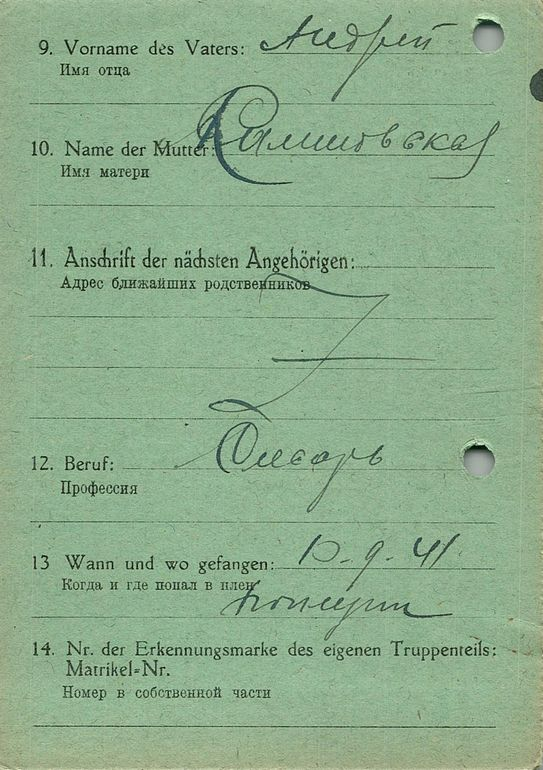 9. Vorname des Vaters: Андрей
Имя отца
10. Name der Mutter:
Имя матери
11. Anschrift der nächsten Angehörigen:
Адрес ближайших родственников
12. Beruf: Слесарь
Профессия
13 Wann und wo gefangen: 10-9-41
Когда и где попал в плен
14. Nr. der Erkennungsmarke des eigenen Truppenteils:
Matrikel-Nr.
Номер в собственной части